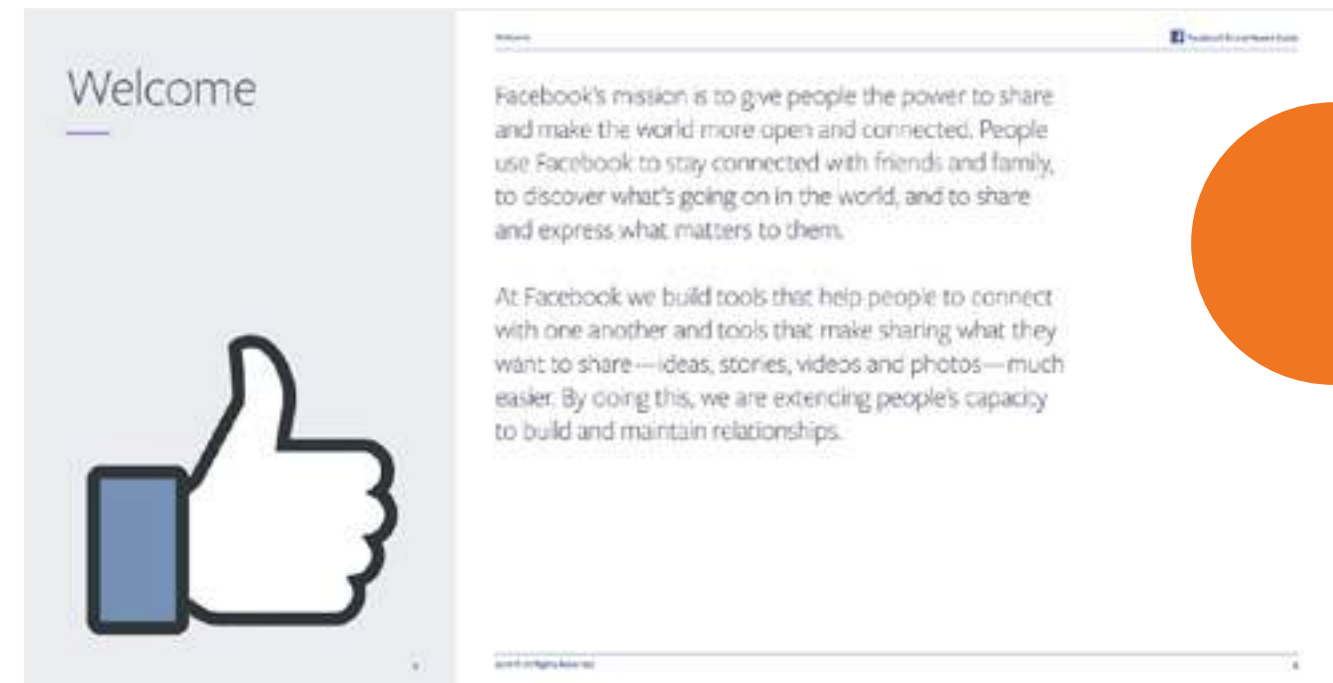 Welcome
Welcome
Facebook's mission is to give people the power to share
and make the world more open and connected. People
use Facebook to stay connected with friends and family,
to discover what's going on in the world, and to share
and express what matters to them.
At Facebook we build tools that help people to connect
with one another and tools that make sharing what they
want to share—ideas, stories, videos and photos—much
easier. By doing this, we are extending people's capacity
to build and maintain relationships.
All Rights Reserved